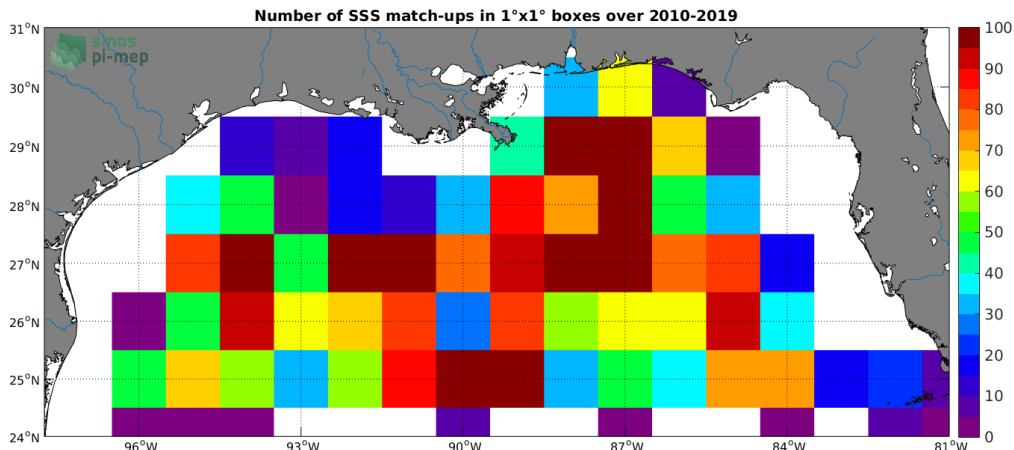 Number of SSS match-ups in 1°x1° boxes over 2010-2019
smos
pi-mep
31°N
30°N
29°N
28°N
27°N
26°N
25°N
24°N
96°W
93°W
90°W
87°W
84°W
81°W
100
90
80
70
60
50
40
30
20
10
0